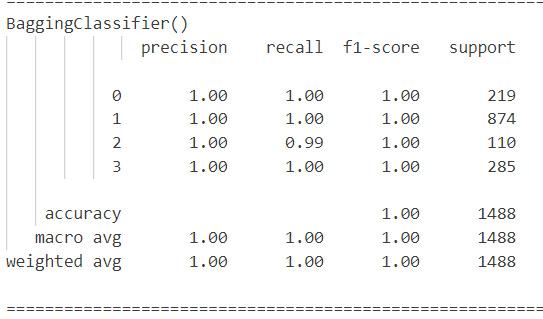 =======================================================
BaggingClassifier()
precision recall f1-score support
0 1.00 1.00 1.00 219
1 1.00 1.00 1.00 874
2 1.00 0.99 1.00 110
3 1.00 1.00 1.00 285
accuracy 1.00 1488
macro avg 1.00 1.00 1.00 1488
weighted avg 1.00 1.00 1.00 1488
=======================================================